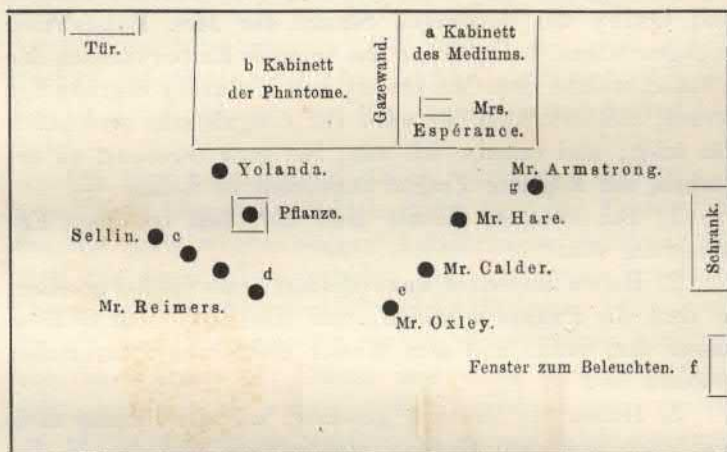 Tür.
b Kabinett
der Phantome.
Gazewand.
a Kabinett
des Mediums.
Mrs.
Espérance.
Yolanda.
Mr. Armstrong.
g
Pflanze.
Mr. Hare.
Schrank.
Sellin. c
Mr. Calder.
d
Mr. Reimers.
e
Mr. Oxley.
Fenster zum Beleuchten. f